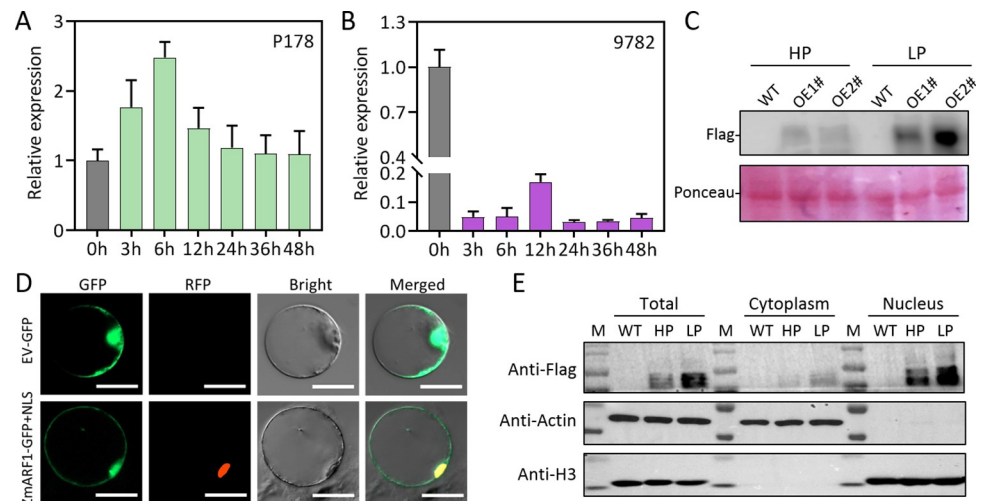 A
Relative expression
3
2
1
0
P178
0h 3h 6h 12h 24h 36h 48h
B
Relative expression
1.3
1.0
0.7
0.4
0.2
0.1
0.0
9782
0h 3h 6h 12h 24h 36h 48h
C
HP LP
WT OE1# OE2# WT OE1# OE2#
Flag
Ponceau
D
GFP RFP Bright Merged
EV-GFP
ZmARF1-GFP+NLS
E
Total Cytoplasm Nucleus
M WT HP LP M WT HP LP M WT HP LP
Anti-Flag
Anti-Actin
Anti-H3